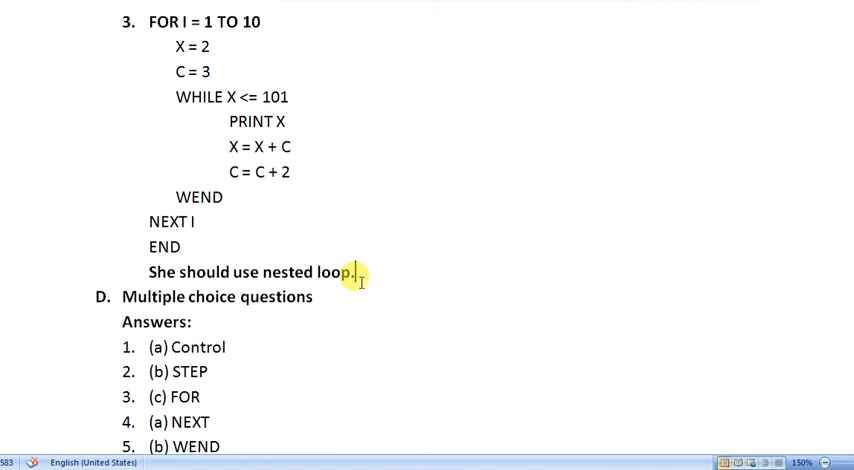 3. FOR I = 1 TO 10
X = 2
C = 3
WHILE X <= 101
PRINT X
X = X + C
C = C + 2
WEND
NEXT I
END
She should use nested loop.
D. Multiple choice questions
Answers:
1. (a) Control
2. (b) STEP
3. (c) FOR
4. (a) NEXT
5. (b) WEND
583 English (United States) 150%